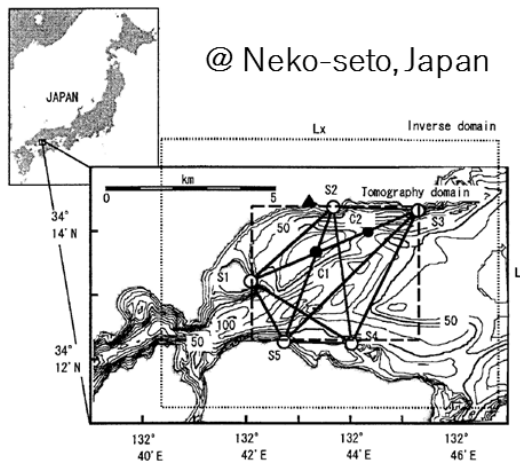 @ Neko-seto, Japan
JAPAN
Lx
Inverse domain
km
0
5
S2
Tomography domain
34°
14'N
50
C2
S3
S1
C1
L
100
50
50
34°
12'N
S5
S4
132°
40'E
132°
42'E
132°
44'E
132°
46'E